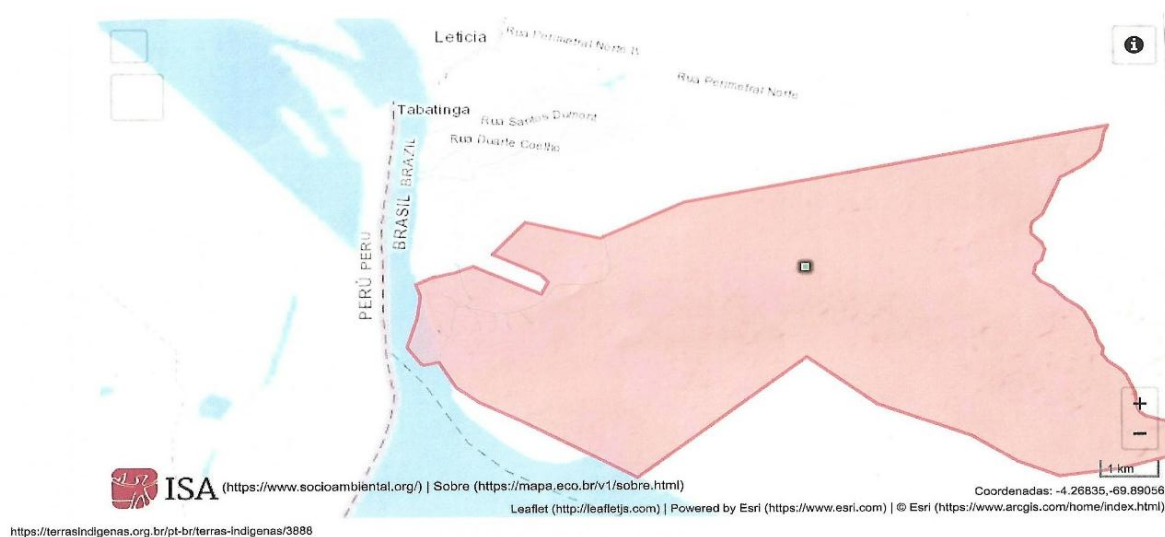 Leticia
Rua Perimetral Norte B
Rua Perimetral Norte
Tabatinga
Rua Santos Dumont
Rua Duarte Coelho
BRASIL BRAZIL
PERÚ PERU
+
−
1 km
ISA (https://www.socioambiental.org/) | Sobre (https://mapa.eco.br/v1/sobre.html)
Coordenadas: -4.26835,-69.89056
Leaflet (http://leafletjs.com) | Powered by Esri (https://www.esri.com) | © Esri (https://www.arcgis.com/home/index.html)
https://terrasindigenas.org.br/pt-br/terras-indigenas/3888